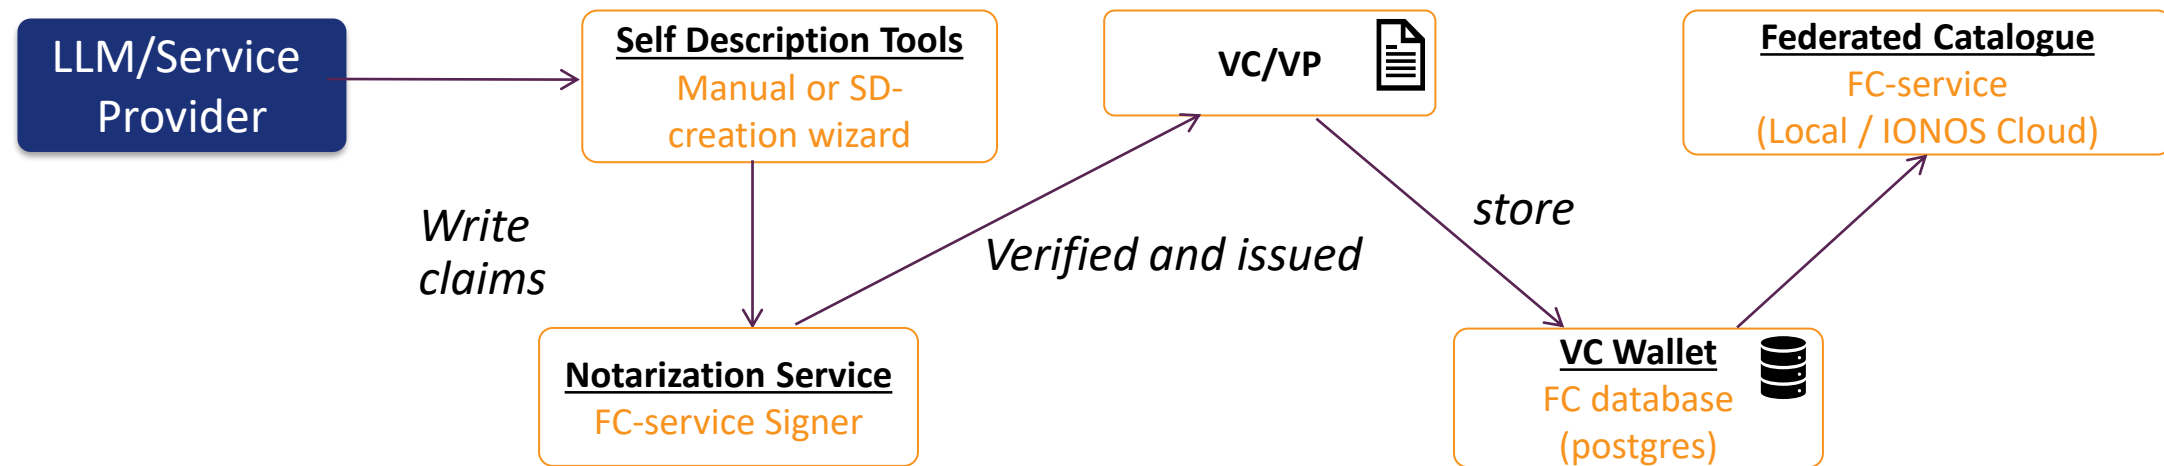 LLM/Service
Provider
Self Description Tools
Manual or SD-
creation wizard
VC/VP
Federated Catalogue
FC-service
(Local / IONOS Cloud)
Write
claims
Verified and issued
store
Notarization Service
FC-service Signer
VC Wallet
FC database
(postgres)